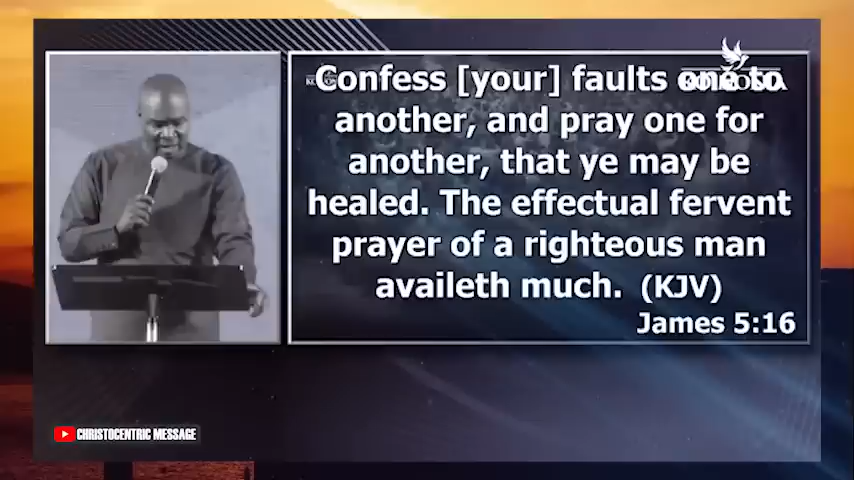 Confess [your] faults one to
another, and pray one for
another, that ye may be
healed. The effectual fervent
prayer of a righteous man
availeth much. (KJV)
James 5:16
CHRISTOCENTRIC MESSAGE